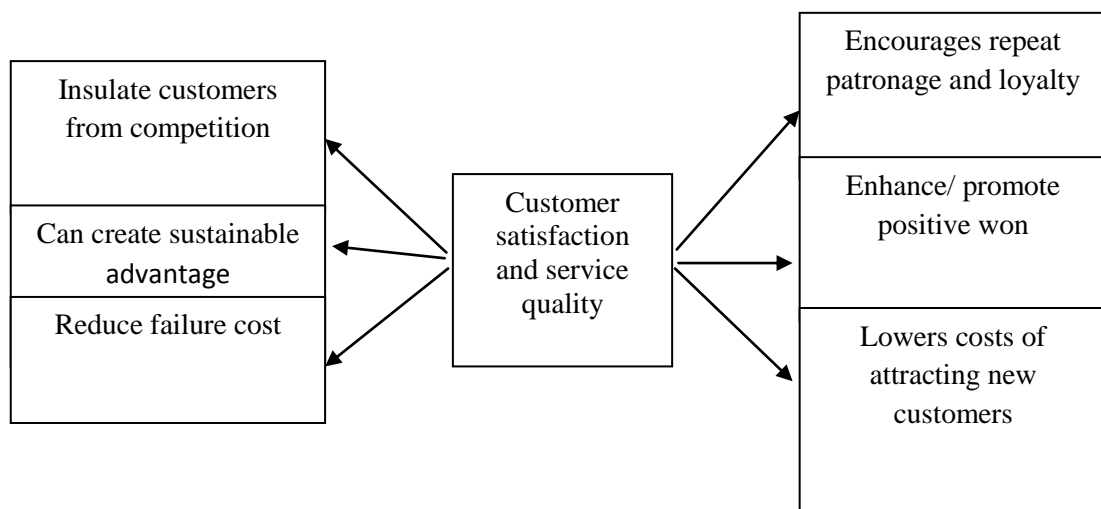 Insulate customers
from competition
Can create sustainable
advantage
Reduce failure cost
Customer
satisfaction
and service
quality
Encourages repeat
patronage and loyalty
Enhance/ promote
positive won
Lowers costs of
attracting new
customers